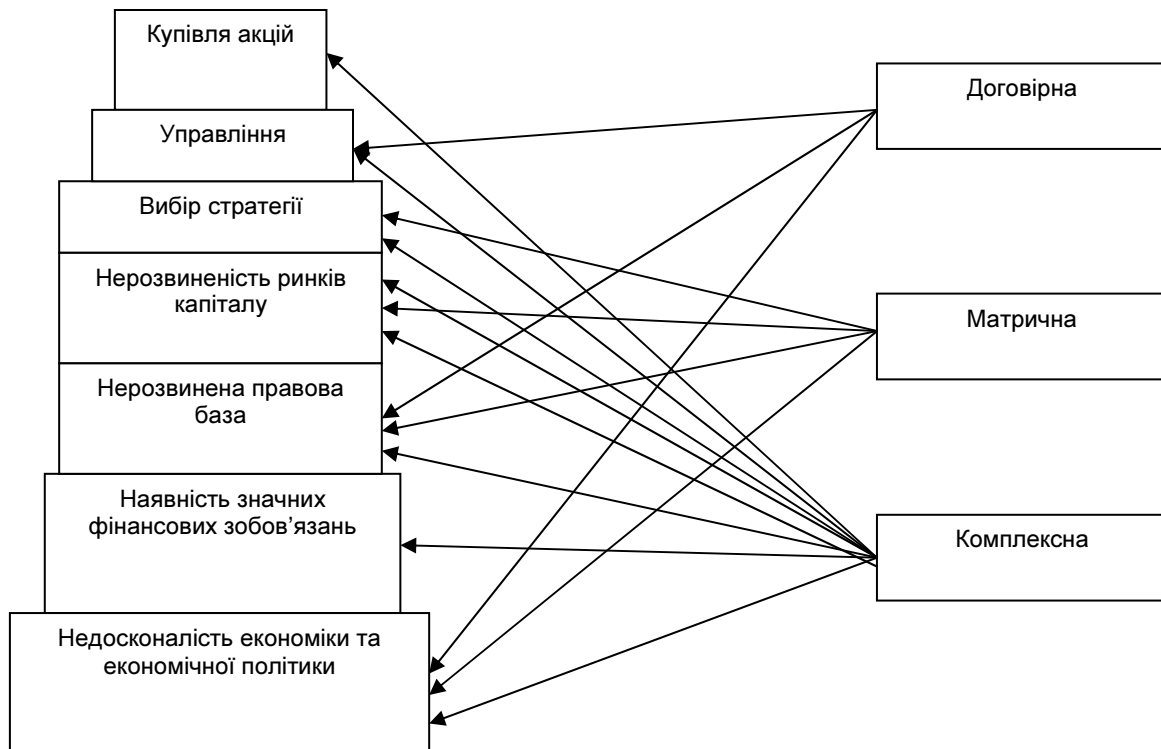 Купівля акцій
Управління
Вибір стратегії
Нерозвиненість ринків
капіталу
Нерозвинена правова
база
Наявність значних
фінансових зобов’язань
Недосконалість економіки та
економічної політики
Договірна
Матрична
Комплексна